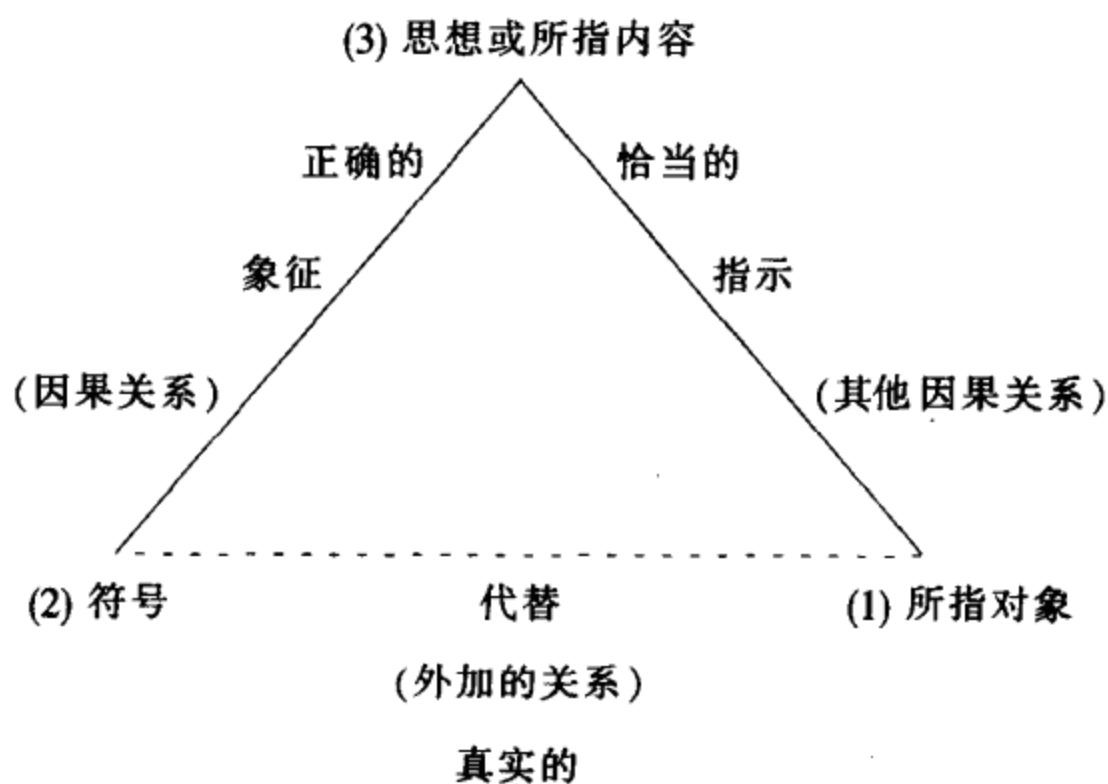 (3) 思想或所指内容
正确的
恰当的
象征
指示
(因果关系)
(其他因果关系)
(2) 符号
代替
(1) 所指对象
(外加的关系)
真实的